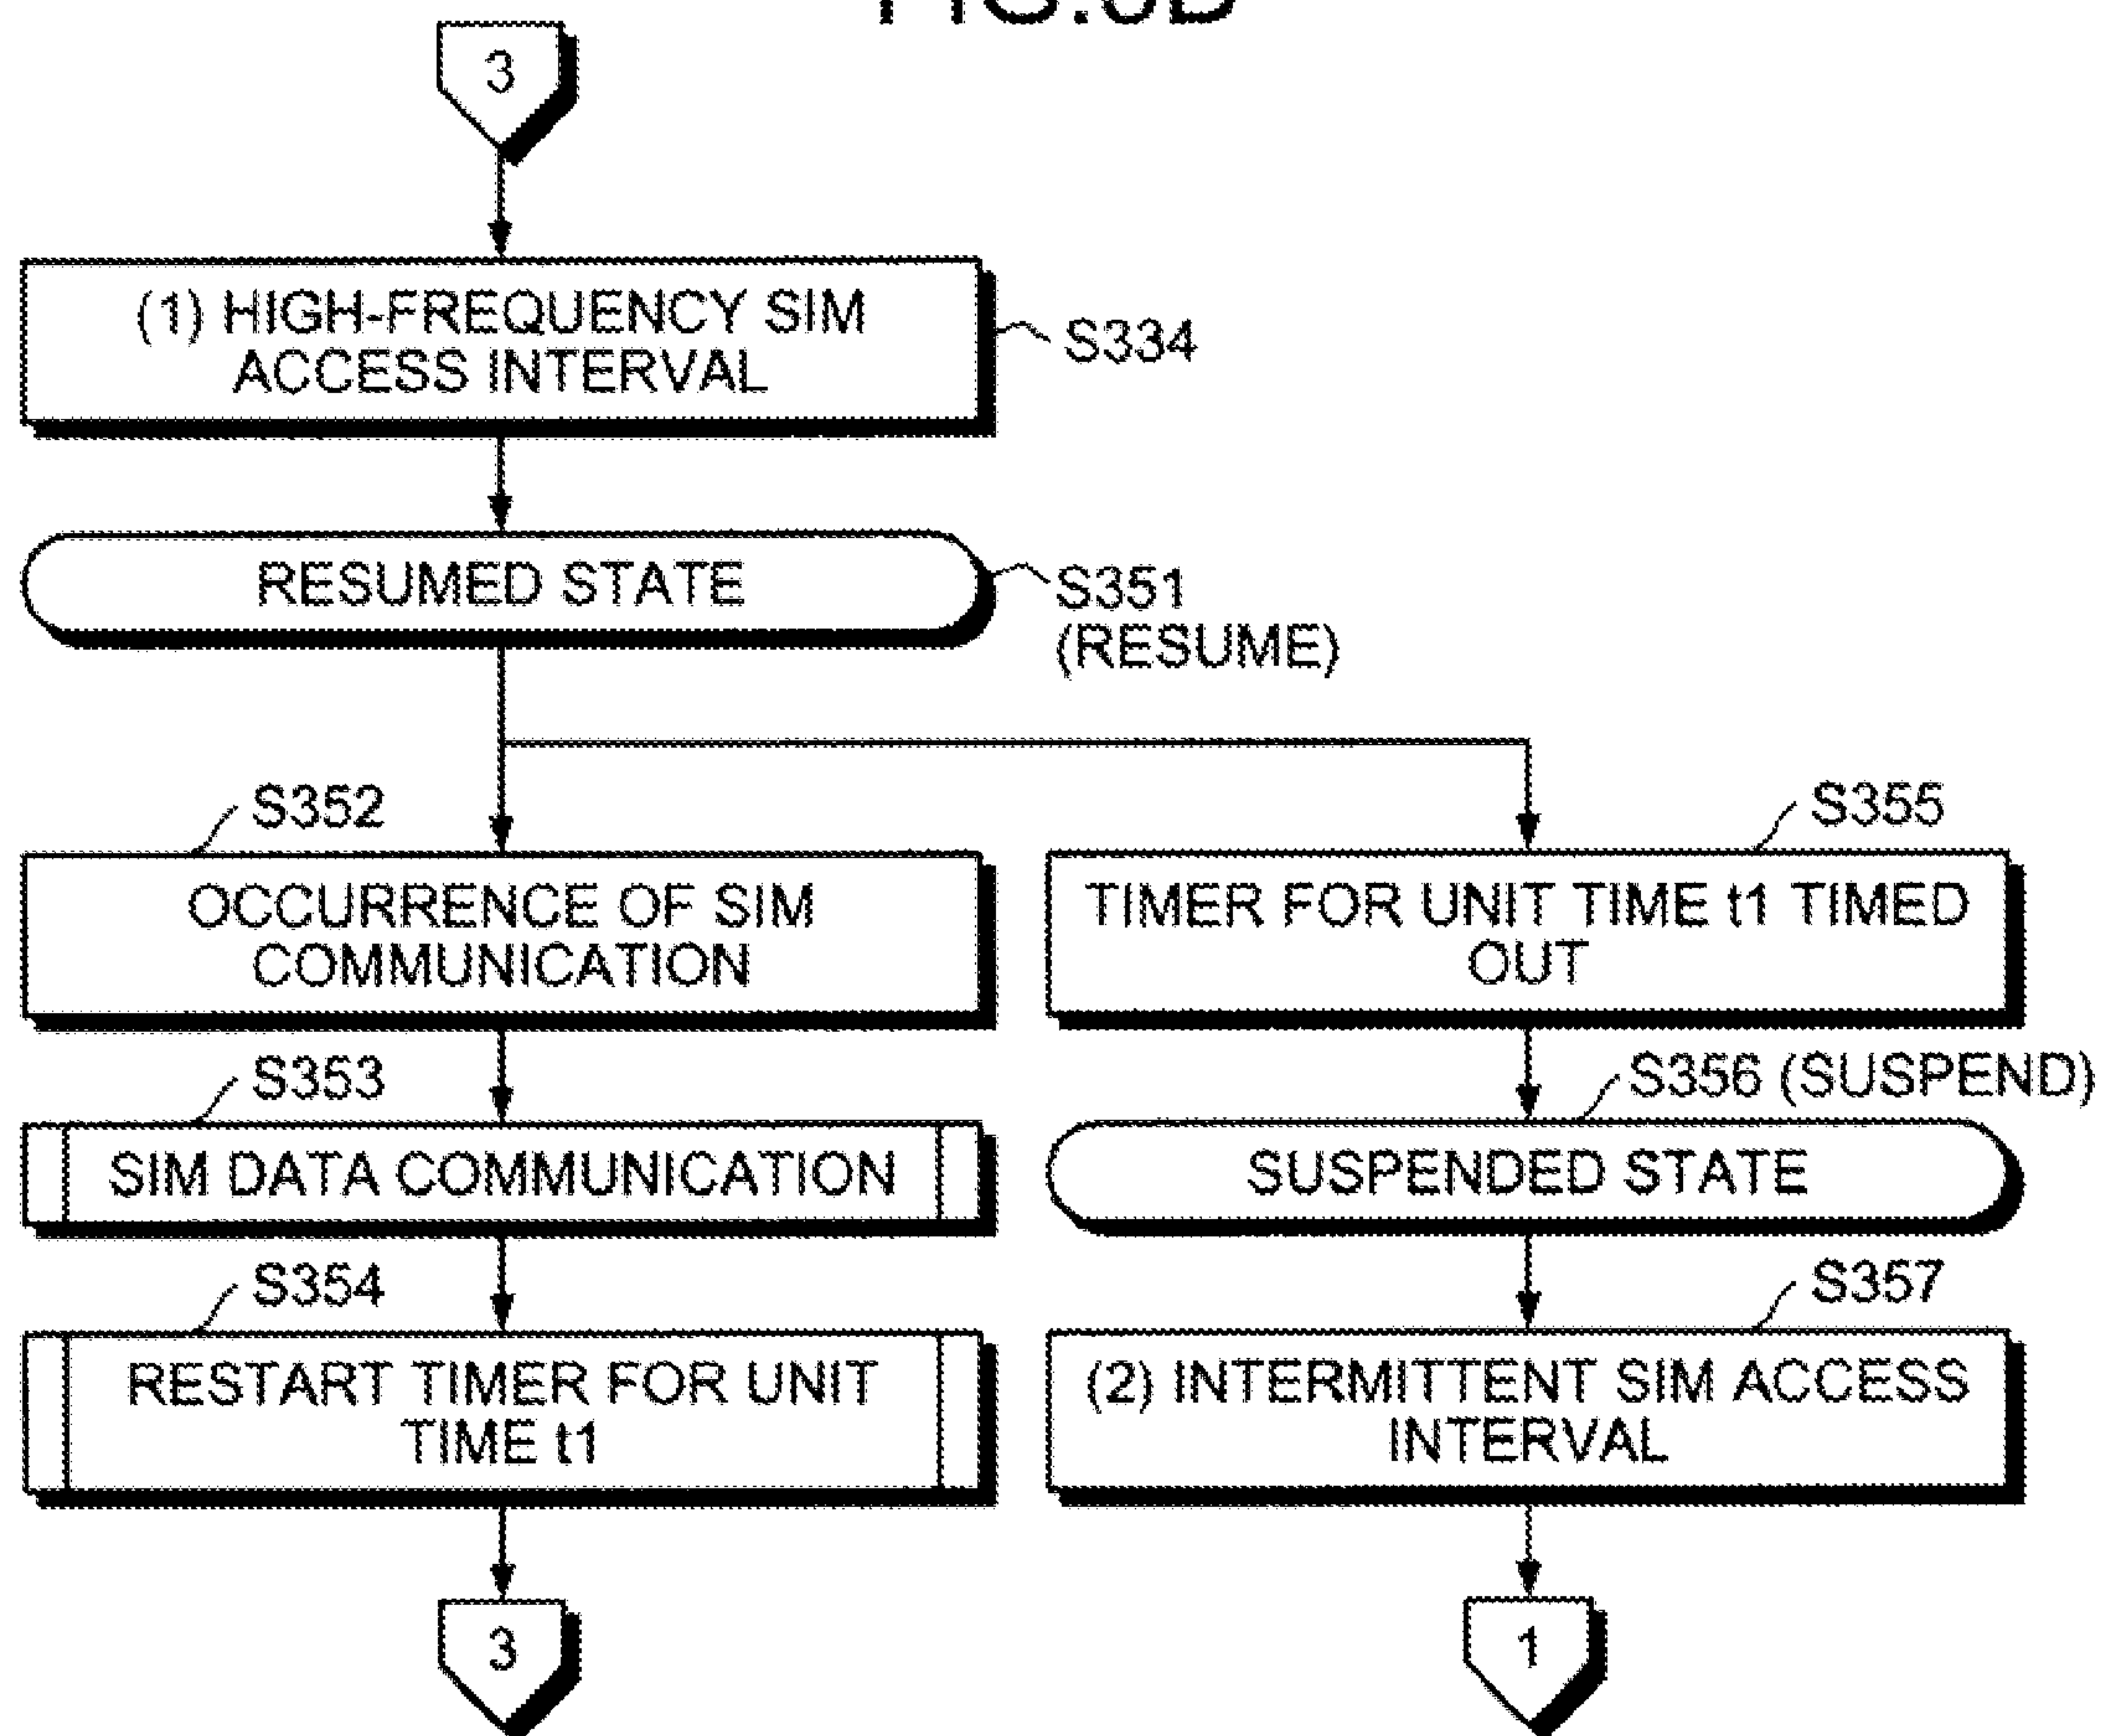 3
(1) HIGH-FREQUENCY SIM
ACCESS INTERVAL
S334
RESUMED STATE
S351
(RESUME)
S352
S355
OCCURRENCE OF SIM
COMMUNICATION
TIMER FOR UNIT TIME t1 TIMED
OUT
S353
S356 (SUSPEND)
SIM DATA COMMUNICATION
SUSPENDED STATE
S354
S357
RESTART TIMER FOR UNIT
TIME t1
(2) INTERMITTENT SIM ACCESS
INTERVAL
3
1